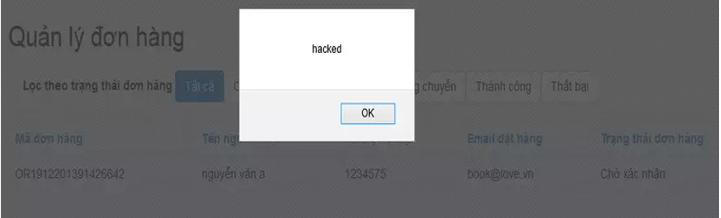 Quản lý đơn hàng
hacked
Lọc theo trạng thái đơn hàng Tất cả chuyển Thành công Thất bại
OK
Mã đơn hàng Tên Email đặt hàng Trạng thái đơn hàng
OR1912201391426642 nguyễn văn a 1234575 book@love.vn Chờ xác nhận